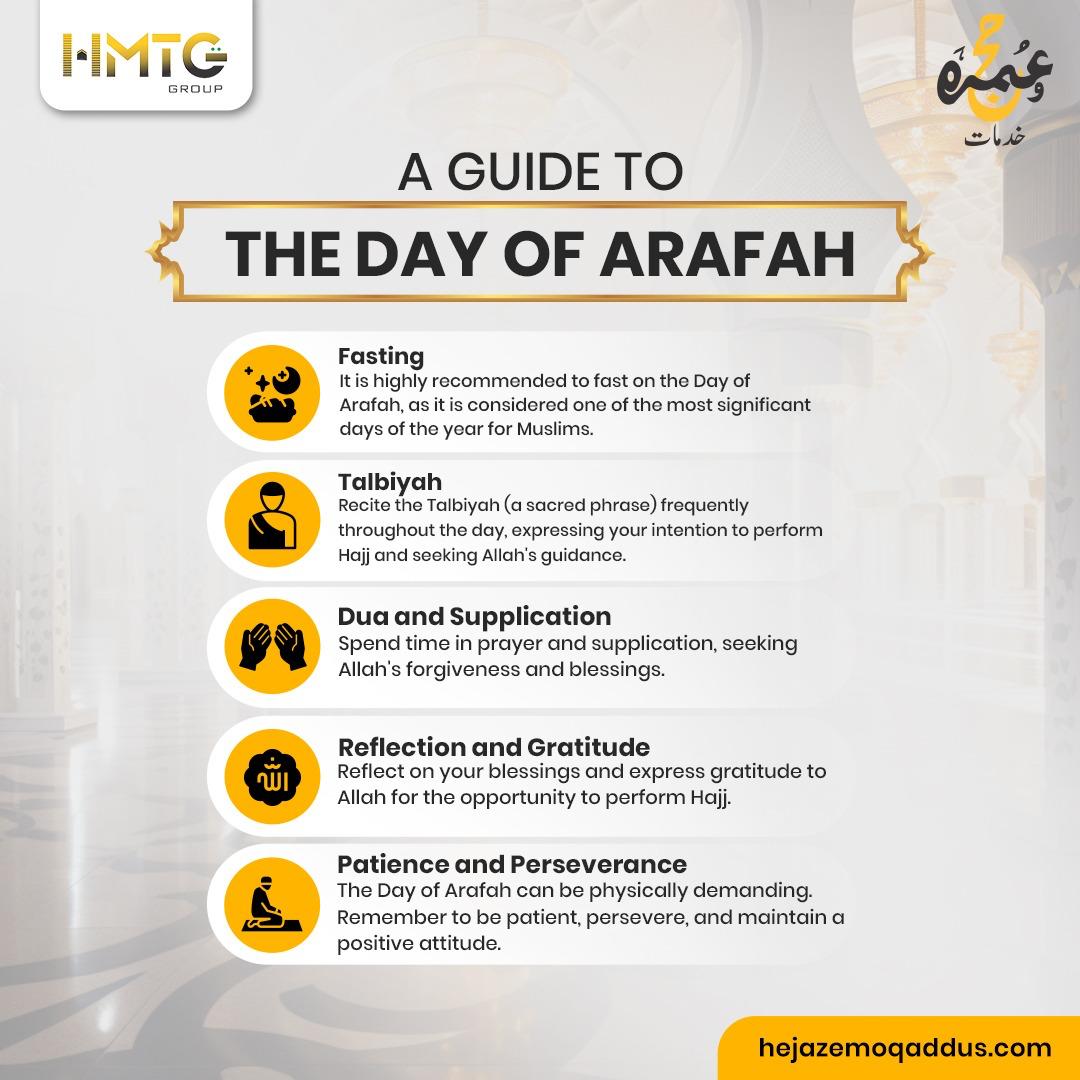 HMTG
GROUP
حج
و عُمره
خدمات
A GUIDE TO
THE DAY OF ARAFAH
Fasting
It is highly recommended to fast on the Day of
Arafah, as it is considered one of the most significant
days of the year for Muslims.
Talbiyah
Recite the Talbiyah (a sacred phrase) frequently
throughout the day, expressing your intention to perform
Hajj and seeking Allah's guidance.
Dua and Supplication
Spend time in prayer and supplication, seeking
Allah's forgiveness and blessings.
Reflection and Gratitude
الله
Reflect on your blessings and express gratitude to
Allah for the opportunity to perform Hajj.
Patience and Perseverance
The Day of Arafah can be physically demanding.
Remember to be patient, persevere, and maintain a
positive attitude.
hejazemoqaddus.com